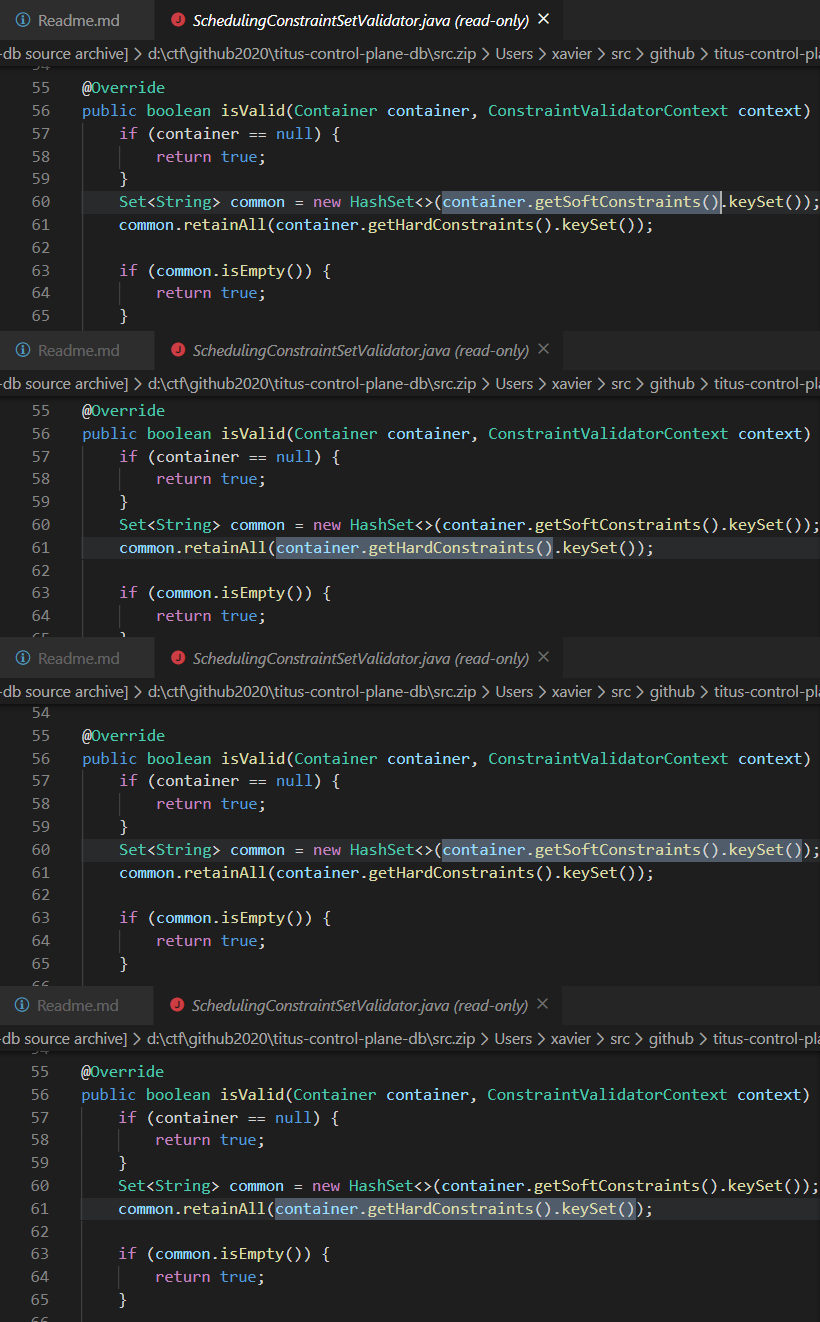 Readme.md SchedulingConstraintSetValidator.java (read-only)
-db source archive] > d:\ctf\github2020\titus-control-plane-db\src.zip > Users > xavier > src > github > titus-control-pl
54
55 @Override
56 public boolean isValid(Container container, ConstraintValidatorContext context)
57 if (container == null) {
58 return true;
59 }
60 Set<String> common = new HashSet<>(container.getSoftConstraints().keySet());
61 common.retainAll(container.getHardConstraints().keySet());
62
63 if (common.isEmpty()) {
64 return true;
65 }
Readme.md SchedulingConstraintSetValidator.java (read-only)
-db source archive] > d:\ctf\github2020\titus-control-plane-db\src.zip > Users > xavier > src > github > titus-control-pla
55 @Override
56 public boolean isValid(Container container, ConstraintValidatorContext context)
57 if (container == null) {
58 return true;
59 }
60 Set<String> common = new HashSet<>(container.getSoftConstraints().keySet());
61 common.retainAll(container.getHardConstraints().keySet());
62
63 if (common.isEmpty()) {
64 return true;
65 }
Readme.md SchedulingConstraintSetValidator.java (read-only)
-db source archive] > d:\ctf\github2020\titus-control-plane-db\src.zip > Users > xavier > src > github > titus-control-pla
54
55 @Override
56 public boolean isValid(Container container, ConstraintValidatorContext context)
57 if (container == null) {
58 return true;
59 }
60 Set<String> common = new HashSet<>(container.getSoftConstraints().keySet());
61 common.retainAll(container.getHardConstraints().keySet());
62
63 if (common.isEmpty()) {
64 return true;
65 }
66
Readme.md SchedulingConstraintSetValidator.java (read-only)
-db source archive] > d:\ctf\github2020\titus-control-plane-db\src.zip > Users > xavier > src > github > titus-control-pla
54
55 @Override
56 public boolean isValid(Container container, ConstraintValidatorContext context)
57 if (container == null) {
58 return true;
59 }
60 Set<String> common = new HashSet<>(container.getSoftConstraints().keySet());
61 common.retainAll(container.getHardConstraints().keySet());
62
63 if (common.isEmpty()) {
64 return true;
65 }
66